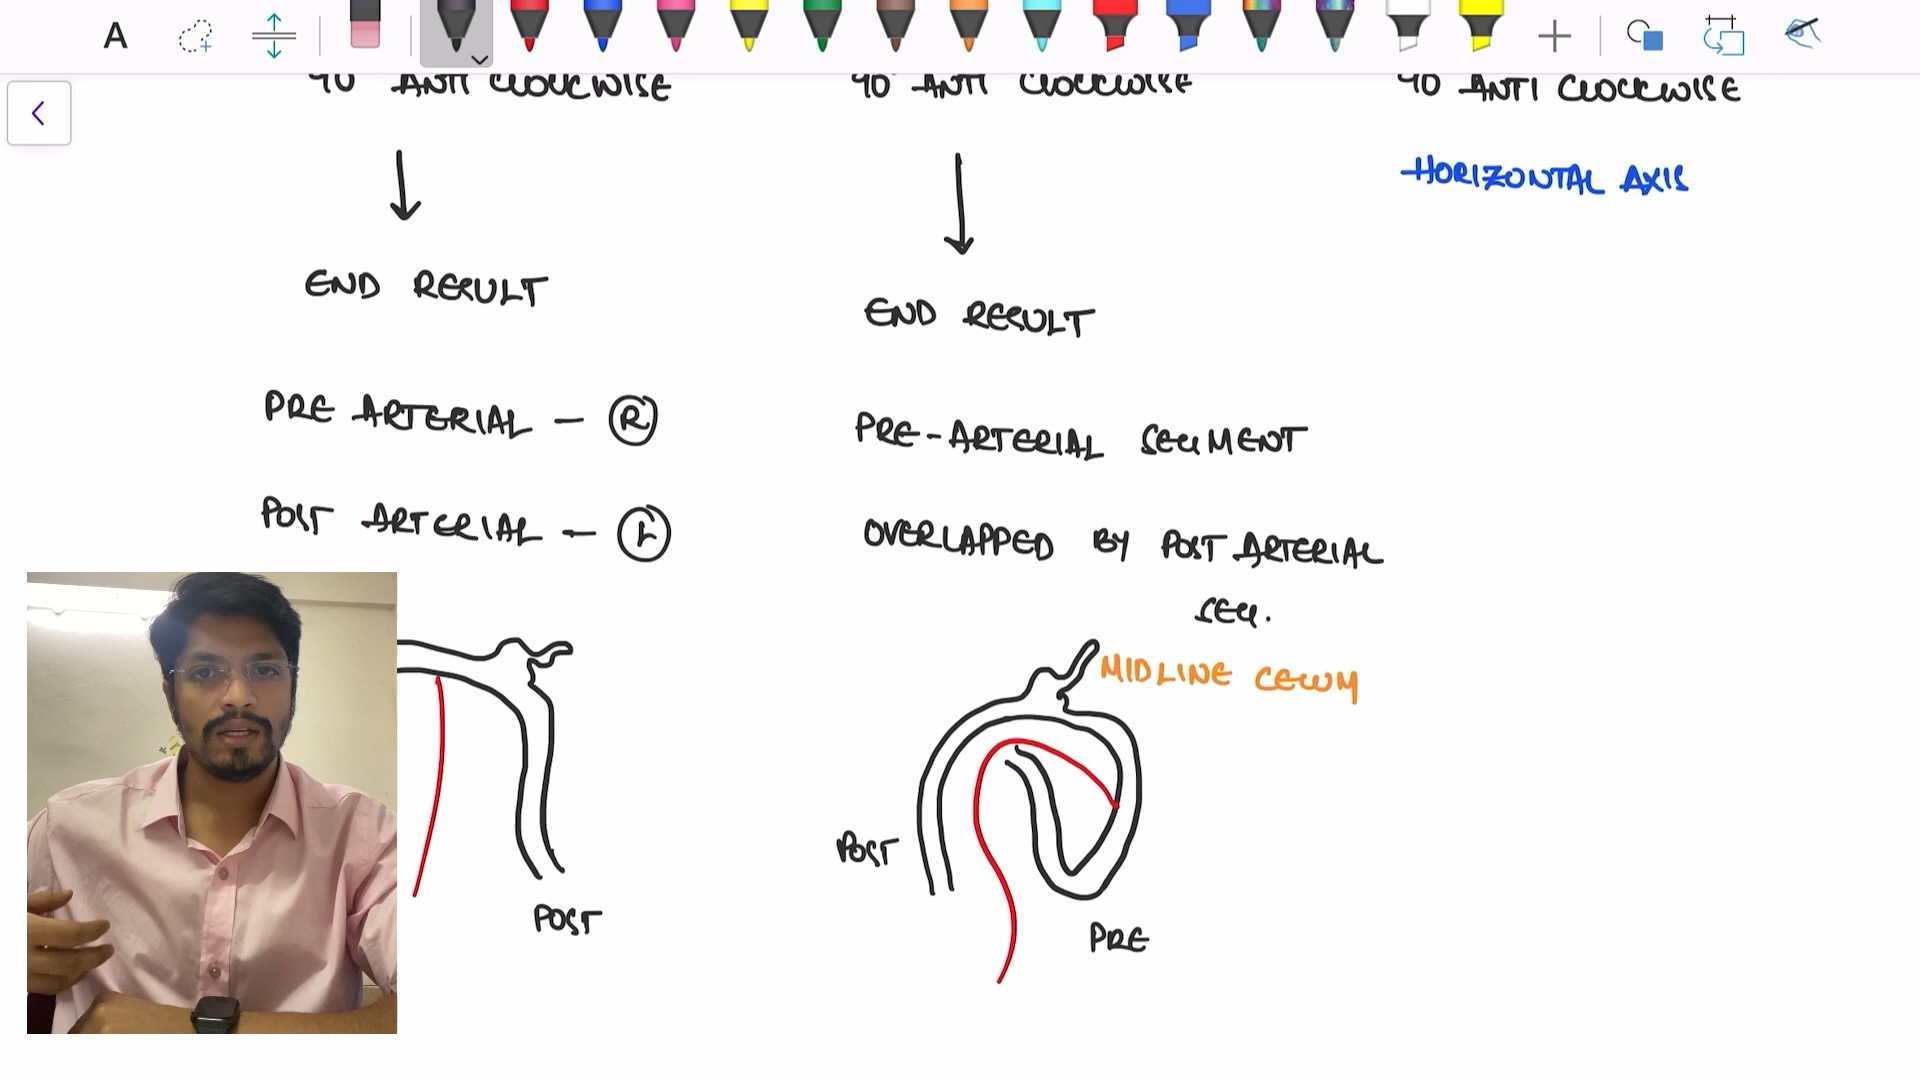 A
90° ANTI CLOCKWISE
90° ANTI CLOCKWISE
90 ANTI CLOCKWISE
HORIZONTAL AXIS
END RESULT
END RESULT
PRE ARTERIAL - R
POST ARTERIAL - L
PRE-ARTERIAL SEGMENT
OVERLAPPED BY POST ARTERIAL
SEG.
MIDLINE CECUM
POST
POST
PRE